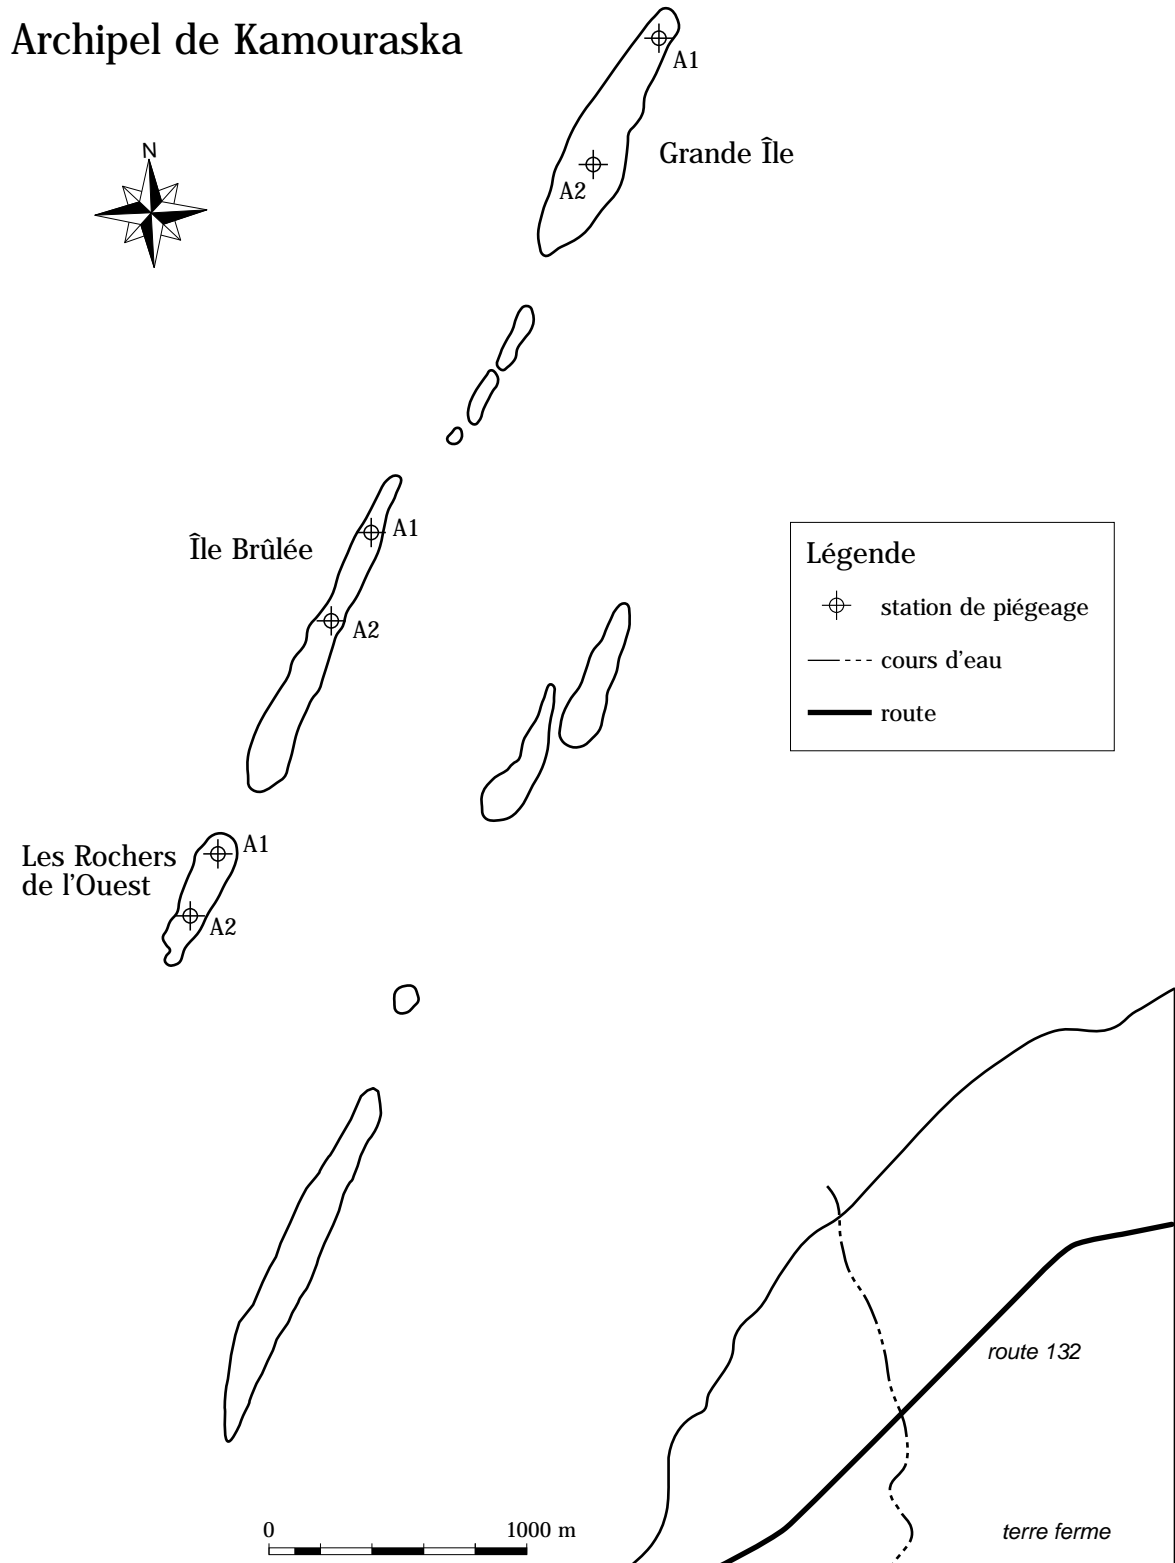 Archipel de Kamouraska
N
A1
Grande Île
A2
Île Brûlée
A1
A2
Légende
station de piégeage
cours d'eau
route
Les Rochers
de l'Ouest
A1
A2
route 132
terre ferme
0 1000 m